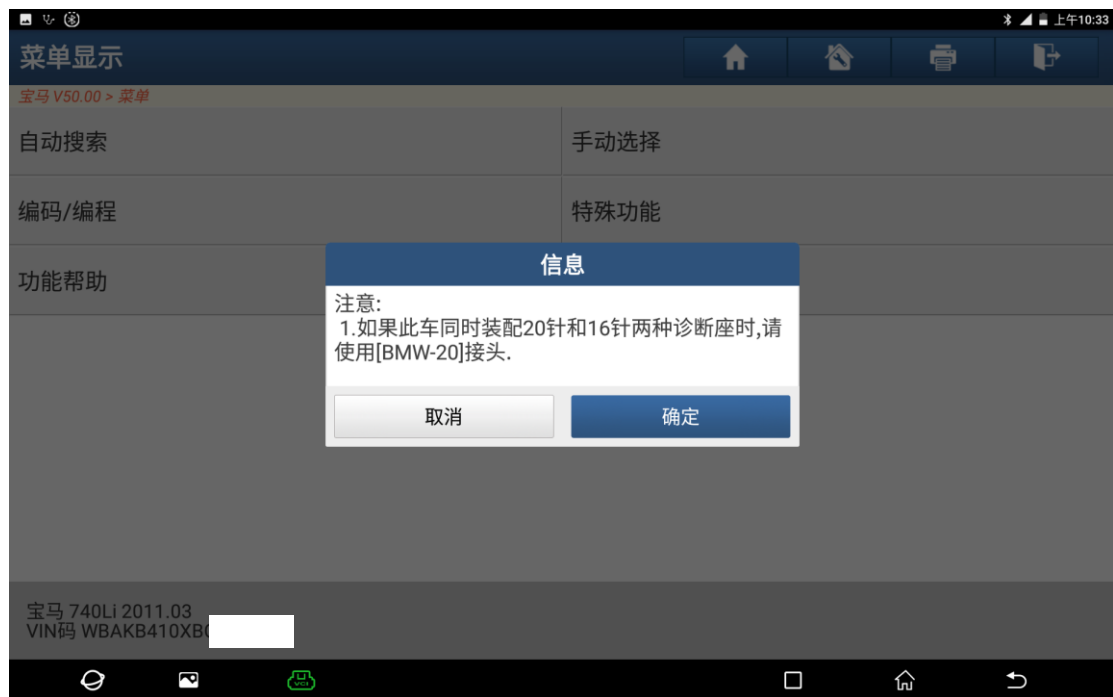 上午10:33
菜单显示
宝马 V50.00 > 菜单
自动搜索
手动选择
编码/编程
特殊功能
功能帮助
信息
注意:
1.如果此车同时装配20针和16针两种诊断座时,请
使用[BMW-20]接头.
取消
确定
宝马 740Li 2011.03
VIN码 WBAKB410XB
VCI